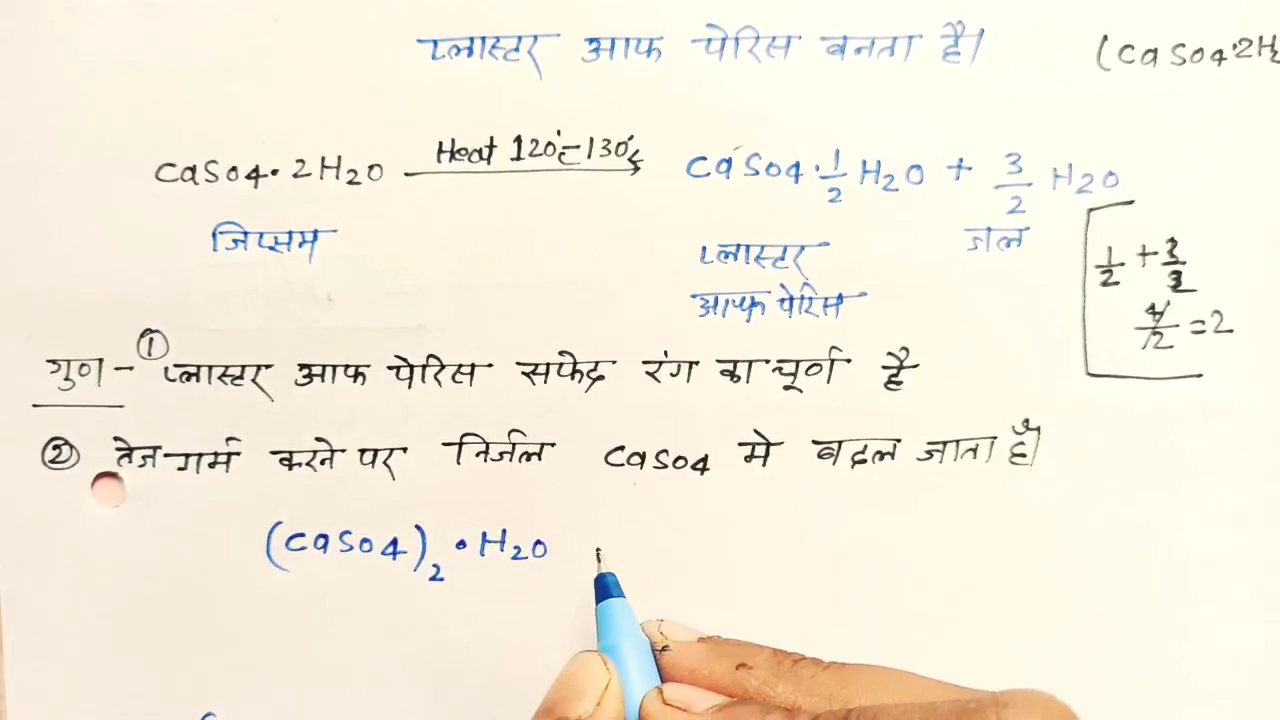 प्लास्टर आफ पेरिस बनता है। (CaSO4.2H2
CaSO4.2H2O Heat 120°C-130°C CaSO4.1/2 H2O + 3/2 H2O
जिप्सम प्लास्टर आफ पेरिस जल
1/2 + 3/2
4/2 = 2
गुण - ① प्लास्टर आफ पेरिस सफेद रंग का चूर्ण है
② तेज गर्म करने पर निर्जल CaSO4 मे बदल जाता है।
(CaSO4)2 . H2O